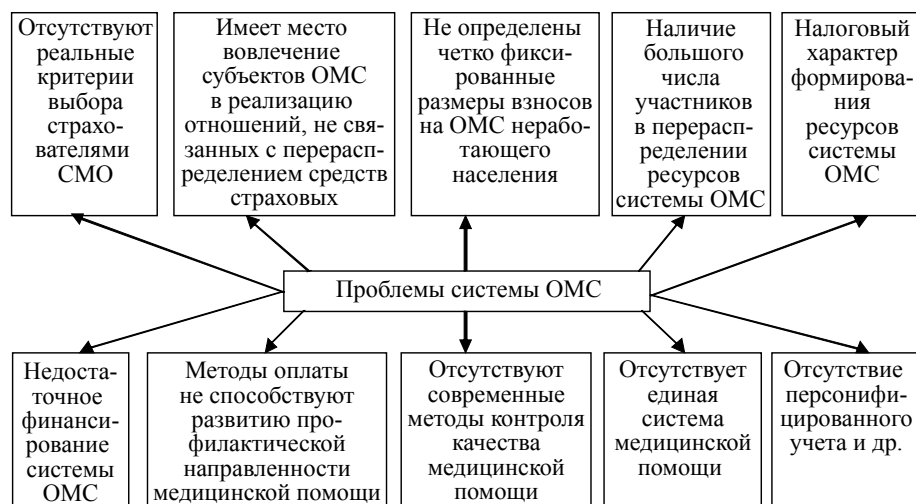 Отсутствуют
реальные
критерии
выбора
страхо-
вателями
СМО
Имеет место
вовлечение
субъектов ОМС
в реализацию
отношений, не свя-
занных с перерас-
пределением средств
страховых
Не определены
четко фикси-
рованные
размеры взносов
на ОМС нерабо-
тающего
населения
Наличие
большого
числа
участников
в перерас-
пределении
ресурсов
системы ОМС
Налоговый
характер
формирова-
ния
ресурсов
системы
ОМС
Проблемы системы ОМС
Недоста-
точное
финанси-
рование
системы
ОМС
Методы оплаты
не способствуют
развитию про-
филактической
направленности
медицинской помощи
Отсутствуют
современные
методы контроля
качества
медицинской
помощи
Отсутствует
единая
система
медицинской
помощи
Отсутствие
персонифи-
цированного
учета и др.